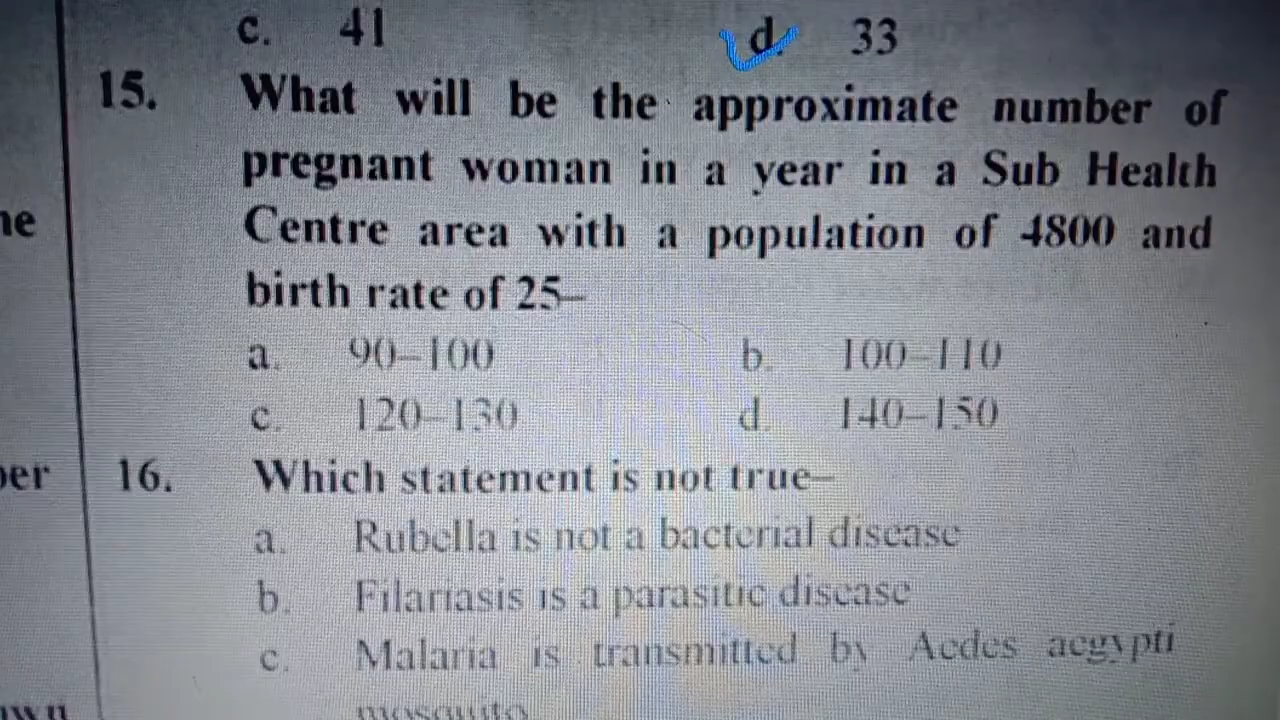 c. 41 d. 33
15. What will be the approximate number of
pregnant woman in a year in a Sub Health
ne Centre area with a population of 4800 and
birth rate of 25–
a. 90–100 b. 100–110
c. 120–130 d. 140–150
per 16. Which statement is not true–
a. Rubella is not a bacterial disease
b. Filariasis is a parasitic disease
c. Malaria is transmitted by Aedes aegypti
mosquito